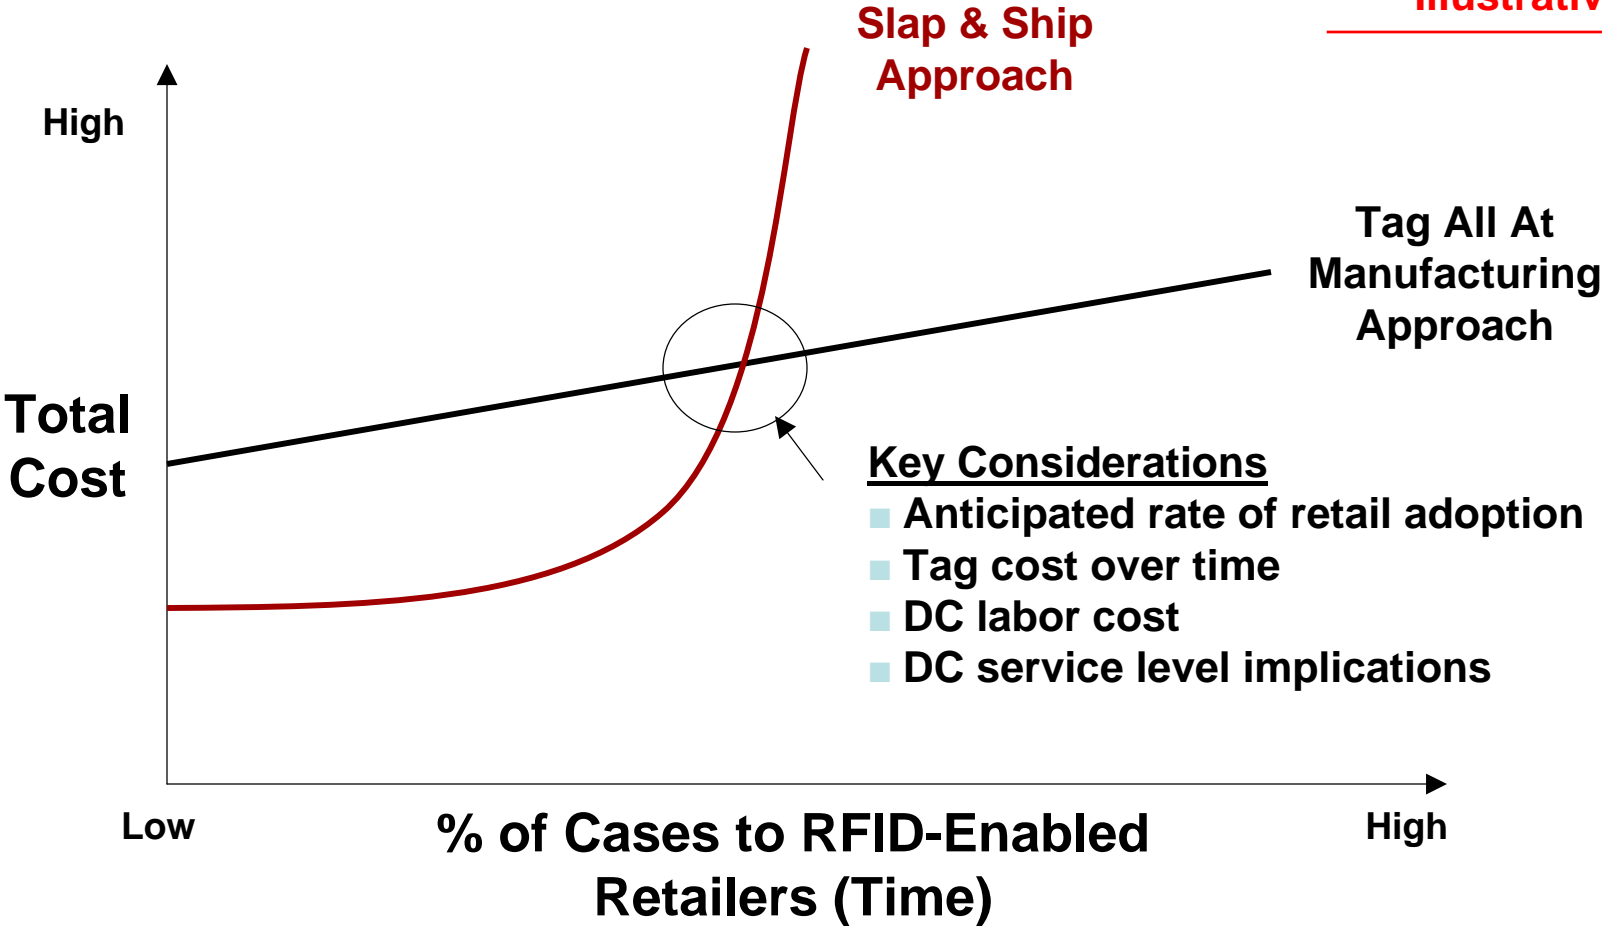 Slap & Ship
Approach
High
Tag All At
Manufacturing
Approach
Total
Cost
Key Considerations
Anticipated rate of retail adoption
Tag cost over time
DC labor cost
DC service level implications
Low
% of Cases to RFID-Enabled
Retailers (Time)
High